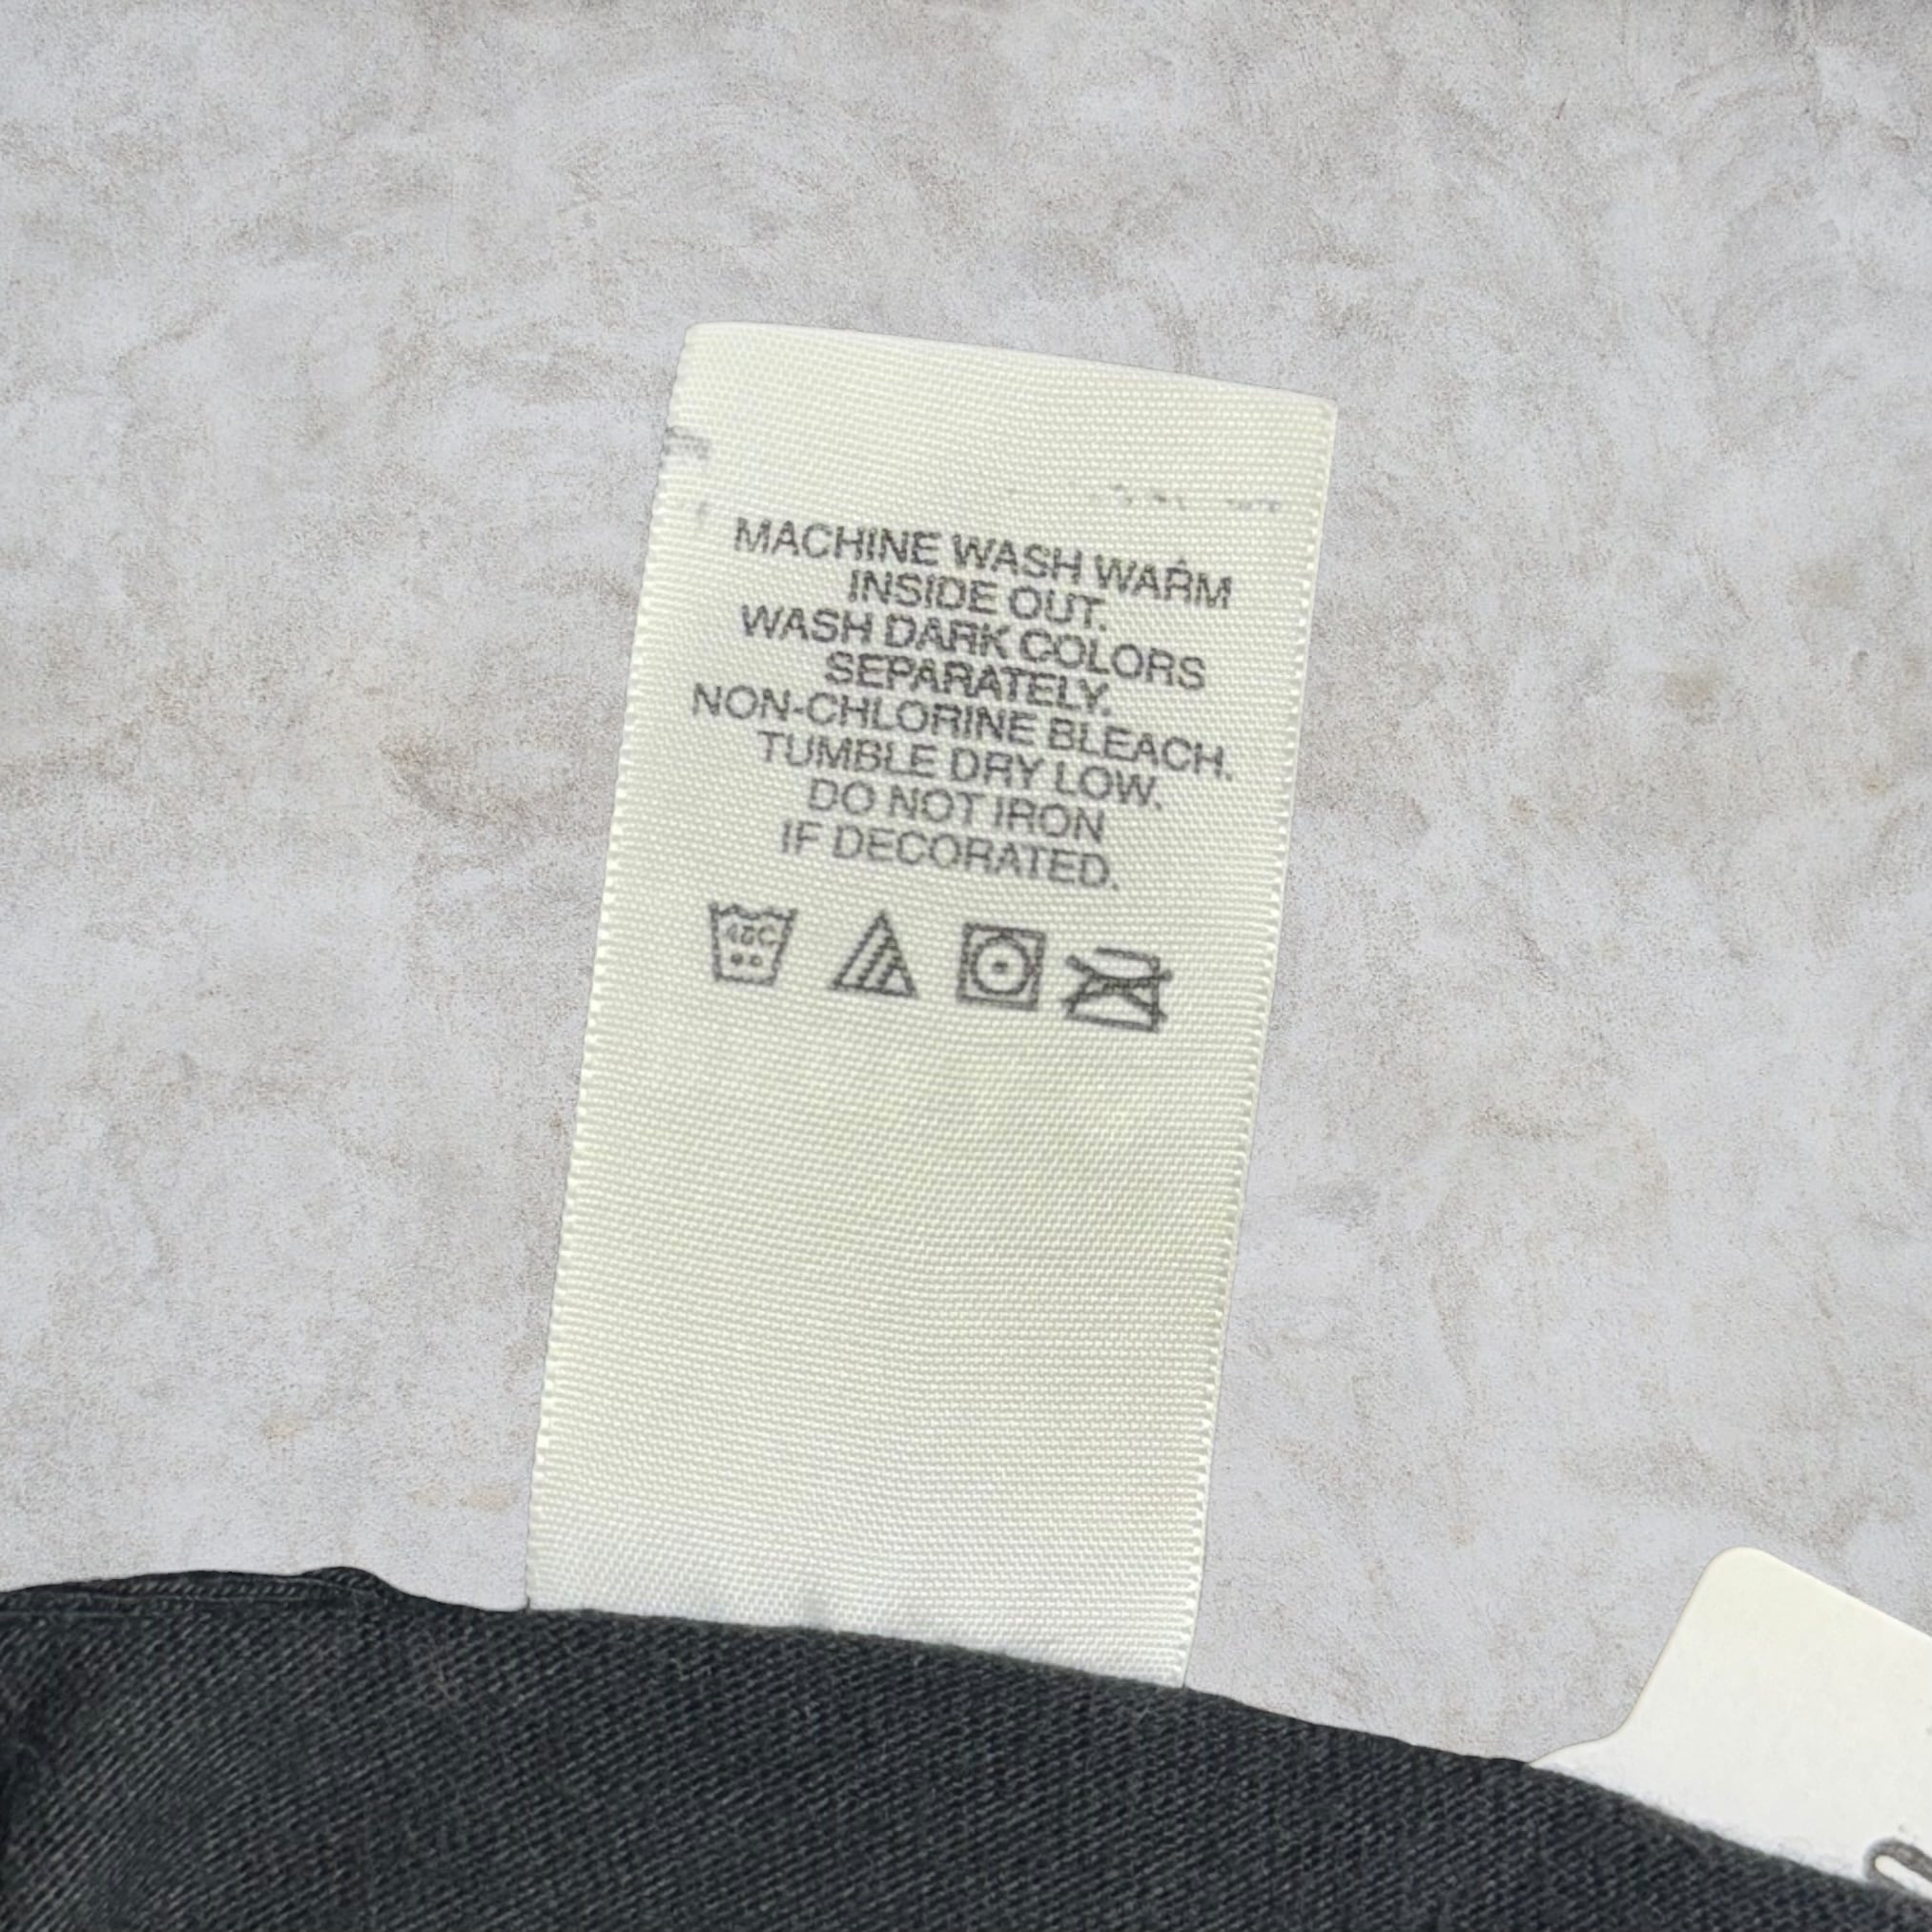 MACHINE WASH WARM
INSIDE OUT.
WASH DARK COLORS
SEPARATELY.
NON-CHLORINE BLEACH.
TUMBLE DRY LOW.
DO NOT IRON
IF DECORATED.
40C